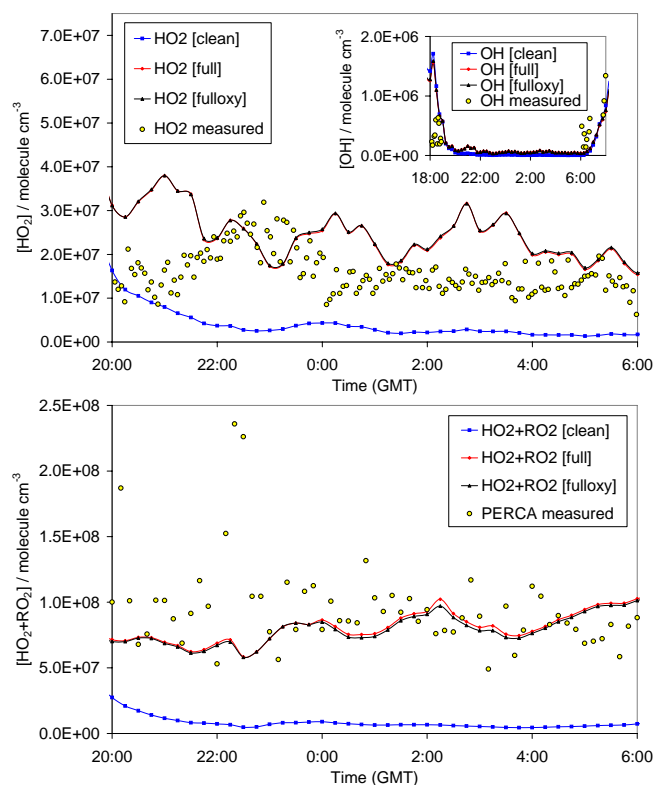 7.0E+07
6.0E+07
5.0E+07
4.0E+07
3.0E+07
2.0E+07
1.0E+07
0.0E+00
[HO2] / molecule cm-3
HO2 [clean]
HO2 [full]
HO2 [fulloxy]
HO2 measured
2.0E+06
1.0E+06
0.0E+00
[OH] / molecule cm-3
OH [clean]
OH [full]
OH [fulloxy]
OH measured
18:00 22:00 2:00 6:00
20:00 22:00 0:00 2:00 4:00 6:00
Time (GMT)
2.5E+08
2.0E+08
1.5E+08
1.0E+08
5.0E+07
0.0E+00
[HO2+RO2] / molecule cm-3
HO2+RO2 [clean]
HO2+RO2 [full]
HO2+RO2 [fulloxy]
PERCA measured
20:00 22:00 0:00 2:00 4:00 6:00
Time (GMT)